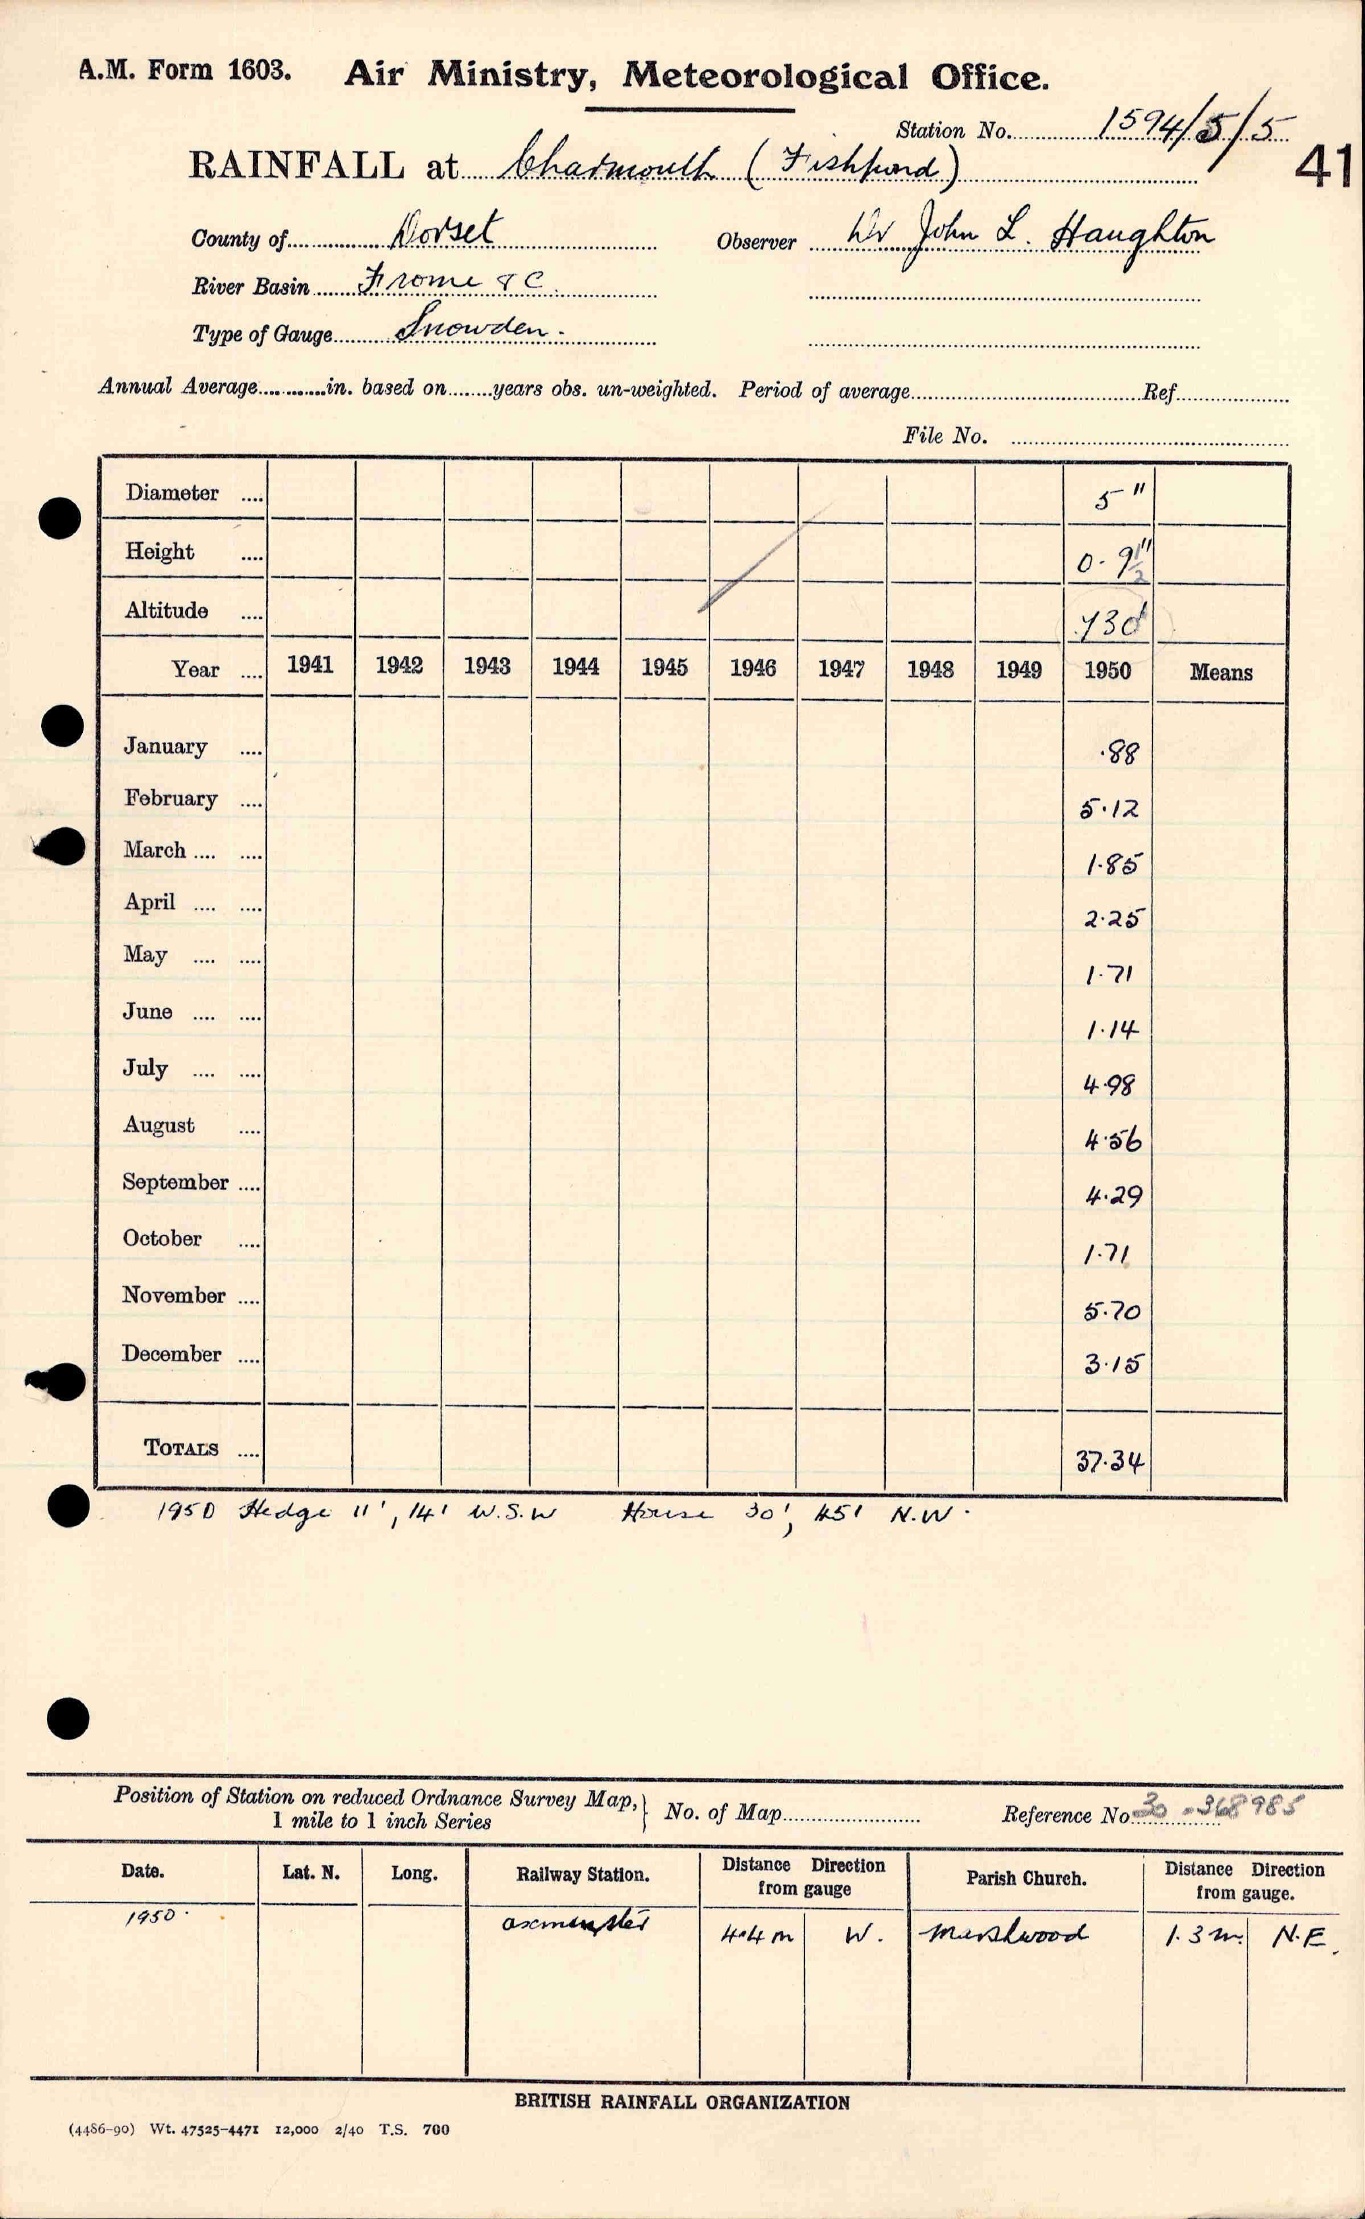 A.M. Form 1603. Air Ministry, Meteorological Office.
Station No. 1594/5/5
41
RAINFALL at Charmouth (Fishpond)
County of Dorset Observer Dr John L. Haughton
River Basin Frome & C.
Type of Gauge Snowden.
Annual Average in. based on years obs. un-weighted. Period of average Ref.
File No.
Diameter 5"
Height 0.9½"
Altitude 730'
Year 1941 1942 1943 1944 1945 1946 1947 1948 1949 1950 Means
January .88
February 5.12
March 1.85
April 2.25
May 1.71
June 1.14
July 4.98
August 4.56
September 4.29
October 1.71
November 5.70
December 3.15
TOTALS 37.34
1950 Hedge 11', 14' W.S.W House 30', 45' N.W.
Position of Station on reduced Ordnance Survey Map, 1 mile to 1 inch Series } No. of Map Reference No. 30 - 368985
Date. Lat. N. Long. Railway Station. Distance Direction from gauge Parish Church. Distance Direction from gauge.
1950. axminster 4.4m W. Marshwood 1.3m. N.E.
BRITISH RAINFALL ORGANIZATION
(4486-90) Wt. 47525-4471 12,000 2/40 T.S. 700